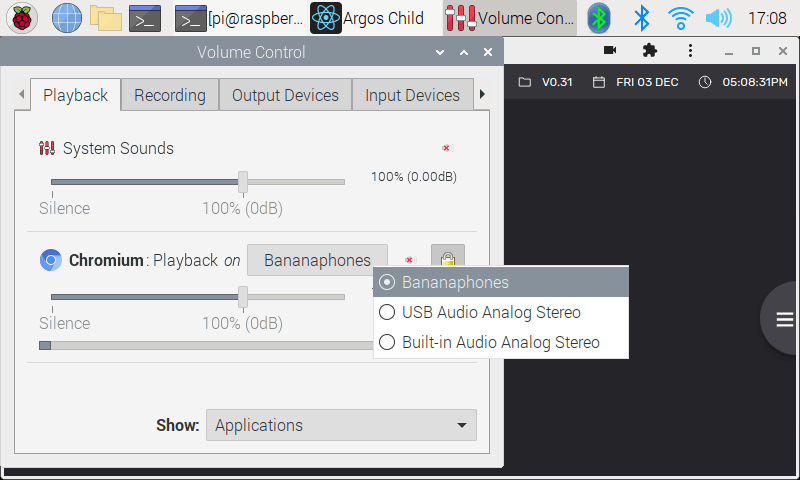 [pi@raspber...
Argos Child
Volume Con...
17:08
Volume Control
Playback
Recording
Output Devices
Input Devices
V0.31
FRI 03 DEC
05:08:31PM
System Sounds
100% (0.00dB)
Silence
100% (0dB)
Chromium: Playback on
Bananaphones
Bananaphones
USB Audio Analog Stereo
Built-in Audio Analog Stereo
Silence
100% (0dB)
Show:
Applications